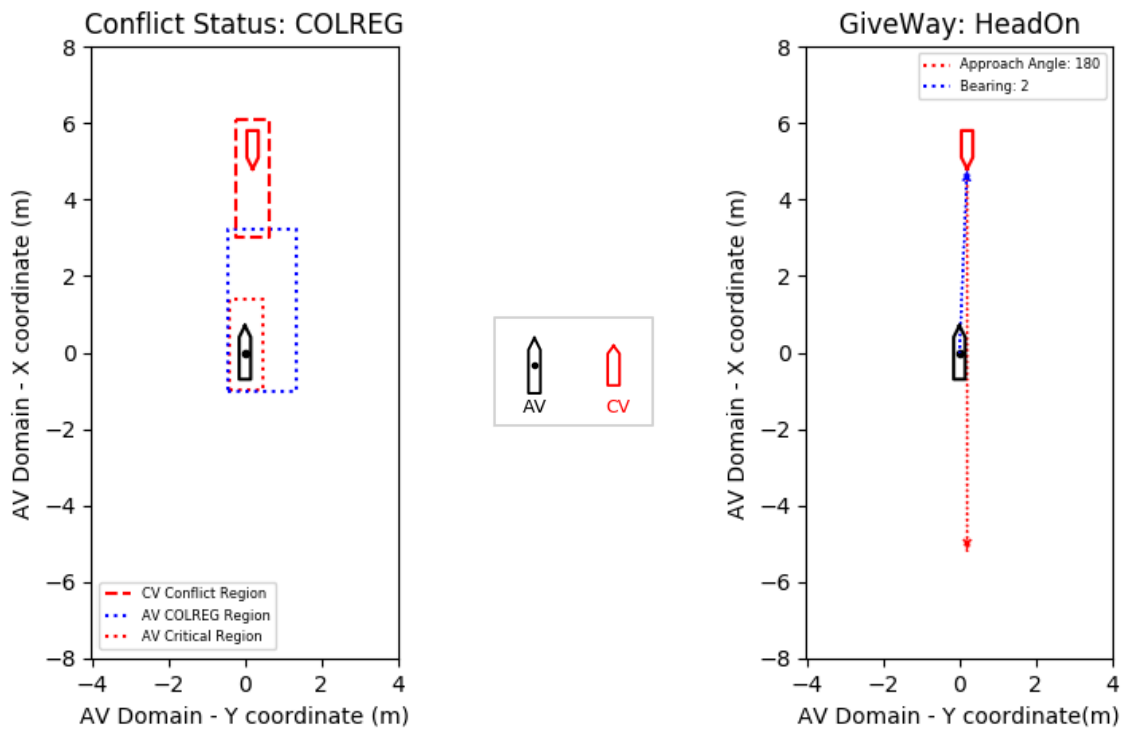 Conflict Status: COLREG
8
6
4
2
0
−2
−4
−6
−8
−4
−2
0
2
4
AV Domain - X coordinate (m)
AV Domain - Y coordinate (m)
CV Conflict Region
AV COLREG Region
AV Critical Region
AV
CV
GiveWay: HeadOn
Approach Angle: 180
Bearing: 2
8
6
4
2
0
−2
−4
−6
−8
−4
−2
0
2
4
AV Domain - X coordinate (m)
AV Domain - Y coordinate(m)